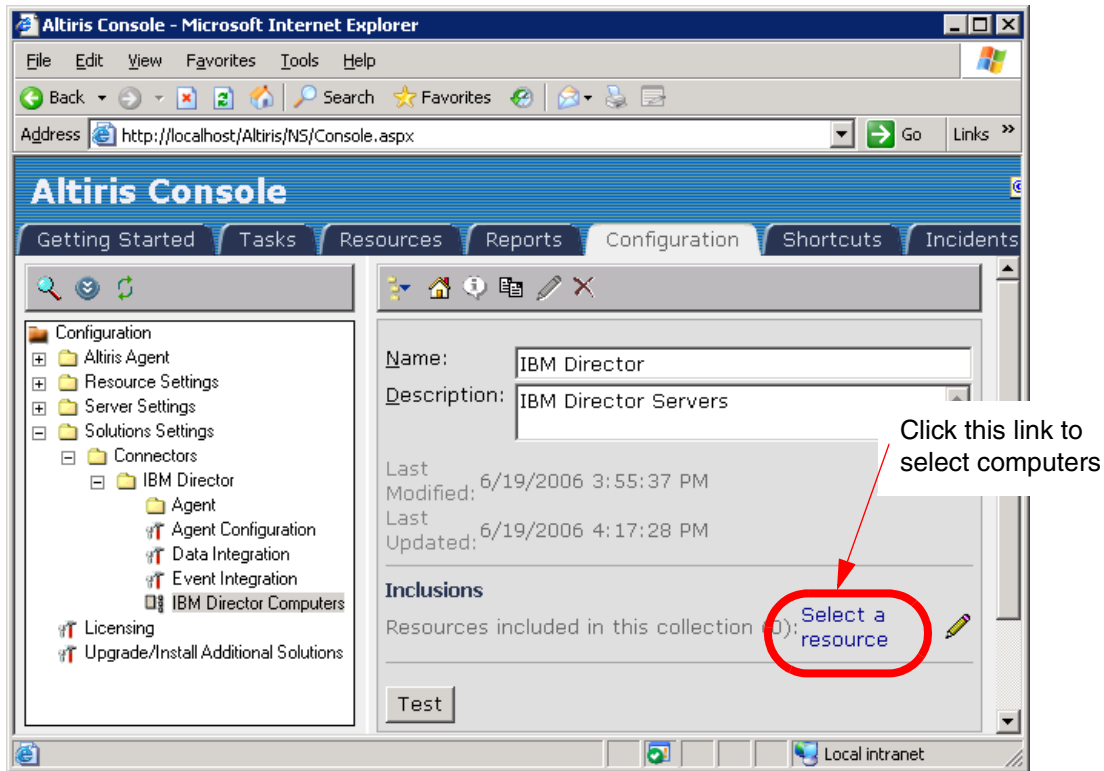 Altiris Console - Microsoft Internet Explorer
File Edit View Favorites Tools Help
Back Search Favorites
Address http://localhost/Altiris/NS/Console.aspx Go Links »
Altiris Console
Getting Started Tasks Resources Reports Configuration Shortcuts Incidents
Configuration
Altiris Agent
Resource Settings
Server Settings
Solutions Settings
Connectors
IBM Director
Agent
Agent Configuration
Data Integration
Event Integration
IBM Director Computers
Licensing
Upgrade/Install Additional Solutions
Name: IBM Director
Description: IBM Director Servers
Last
Modified: 6/19/2006 3:55:37 PM
Last
Updated: 6/19/2006 4:17:28 PM
Inclusions
Resources included in this collection (0): Select a
resource
Test
Click this link to
select computers
Local intranet